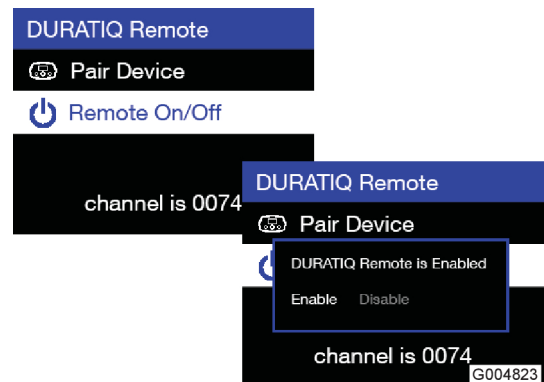 DURATIQ Remote
Pair Device
Remote On/Off
channel is 0074
DURATIQ Remote
Pair Device
DURATIQ Remote is Enabled
Enable Disable
channel is 0074
G004823